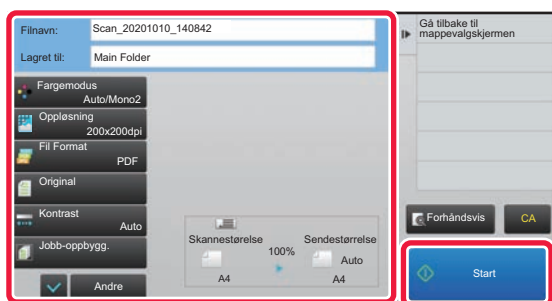 Filnavn: Scan_20201010_140842
Lagret til: Main Folder
Fargemodus
Auto/Mono2
Oppløsning
200x200dpi
Fil Format
PDF
Original
Kontrast
Auto
Jobb-oppbygg.
Andre
Skannestørelse
100%
Sendestørrelse
Auto
A4
A4
Gå tilbake til
mappevalgskjermen
Forhåndsvis
CA
Start